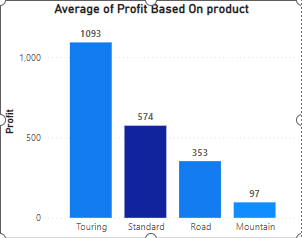 Average of Profit Based On product
1093
1,000
574
500
353
97
0
Profit
Touring Standard Road Mountain